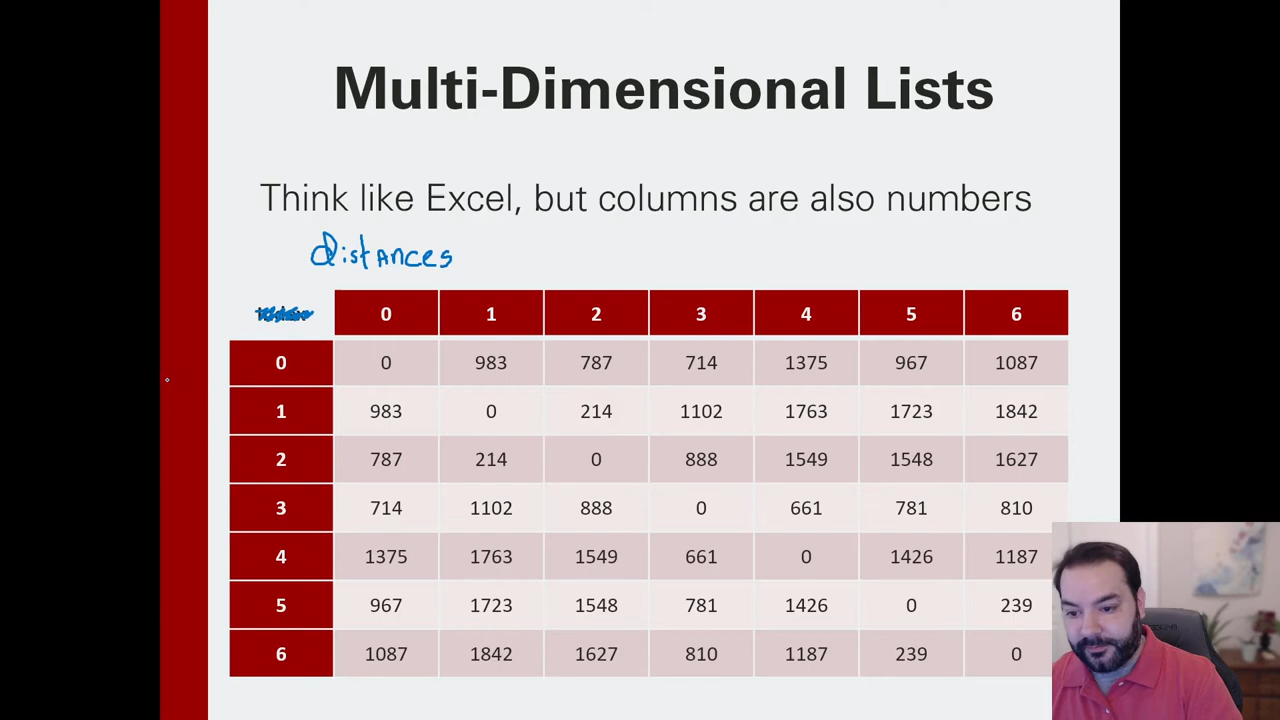 Multi-Dimensional Lists
Think like Excel, but columns are also numbers
distances
0 1 2 3 4 5 6
0 0 983 787 714 1375 967 1087
1 983 0 214 1102 1763 1723 1842
2 787 214 0 888 1549 1548 1627
3 714 1102 888 0 661 781 810
4 1375 1763 1549 661 0 1426 1187
5 967 1723 1548 781 1426 0 239
6 1087 1842 1627 810 1187 239 0